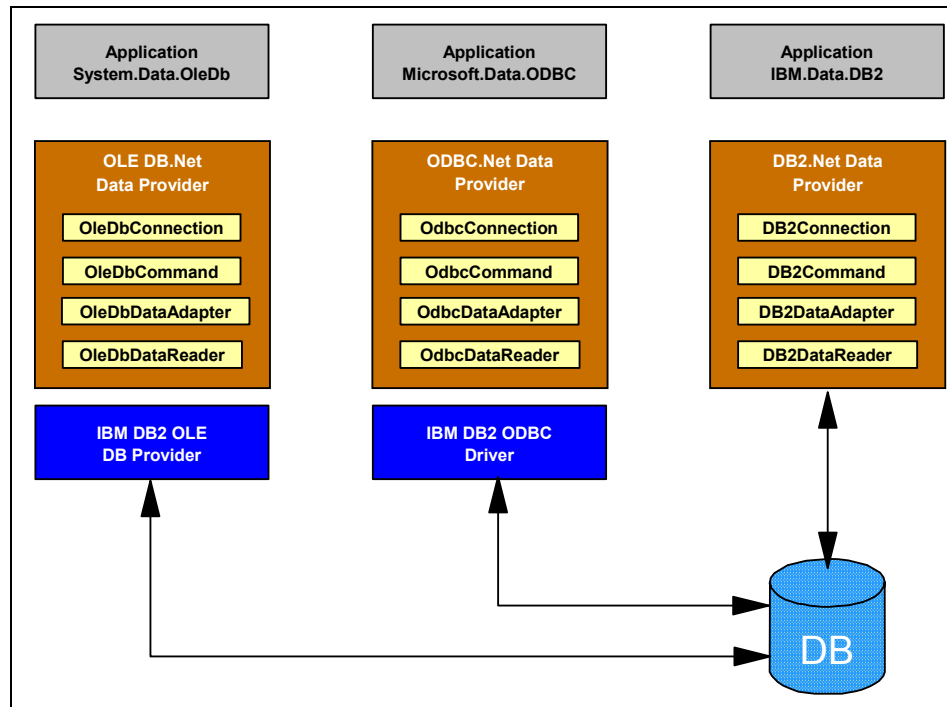 Application
System.Data.OleDb
Application
Microsoft.Data.ODBC
Application
IBM.Data.DB2
OLE DB.Net
Data Provider
OleDbConnection
OleDbCommand
OleDbDataAdapter
OleDbDataReader
ODBC.Net Data
Provider
OdbcConnection
OdbcCommand
OdbcDataAdapter
OdbcDataReader
DB2.Net Data
Provider
DB2Connection
DB2Command
DB2DataAdapter
DB2DataReader
IBM DB2 OLE
DB Provider
IBM DB2 ODBC
Driver
DB